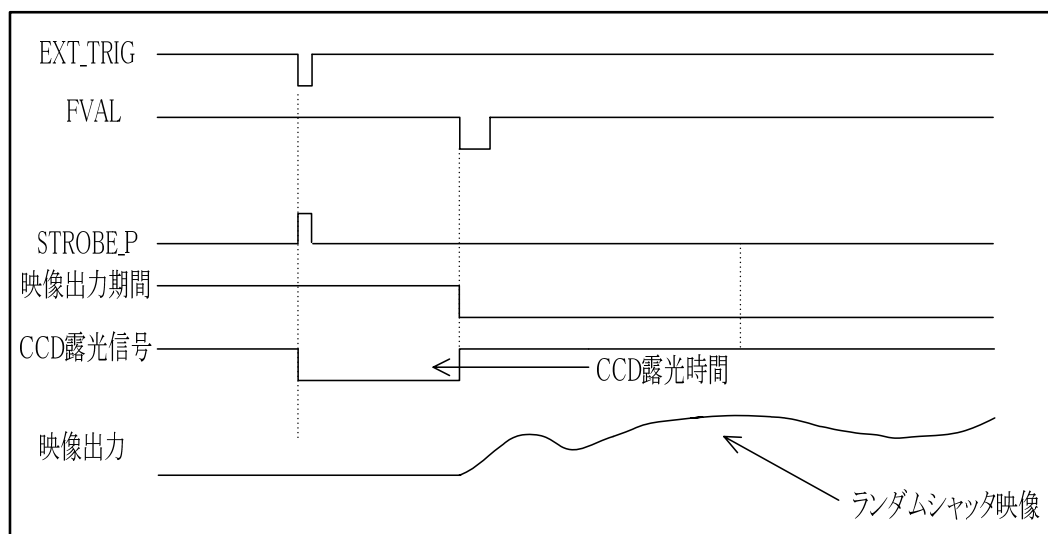 EXT_TRIG
FVAL
STROBE_P
映像出力期間
CCD露光信号
CCD露光時間
映像出力
ランダムシャッタ映像